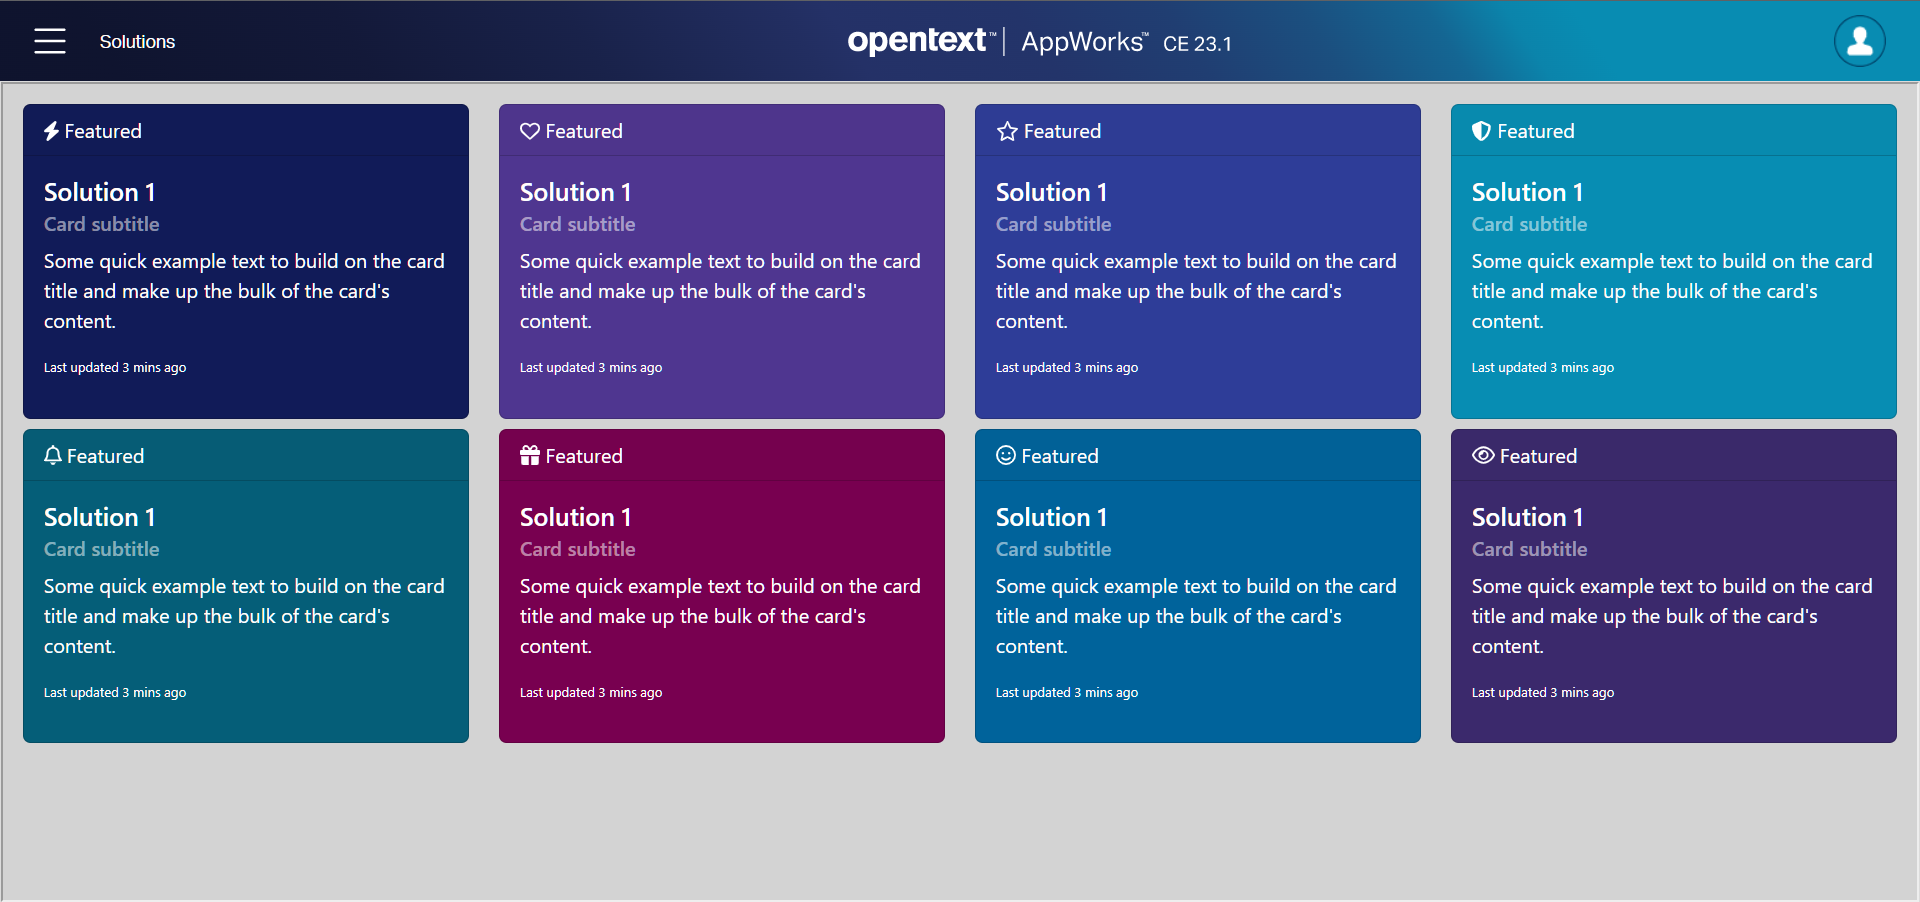 Solutions
opentext™ | AppWorks™ CE 23.1
Featured
Solution 1
Card subtitle
Some quick example text to build on the card
title and make up the bulk of the card's
content.
Last updated 3 mins ago
Featured
Solution 1
Card subtitle
Some quick example text to build on the card
title and make up the bulk of the card's
content.
Last updated 3 mins ago
Featured
Solution 1
Card subtitle
Some quick example text to build on the card
title and make up the bulk of the card's
content.
Last updated 3 mins ago
Featured
Solution 1
Card subtitle
Some quick example text to build on the card
title and make up the bulk of the card's
content.
Last updated 3 mins ago
Featured
Solution 1
Card subtitle
Some quick example text to build on the card
title and make up the bulk of the card's
content.
Last updated 3 mins ago
Featured
Solution 1
Card subtitle
Some quick example text to build on the card
title and make up the bulk of the card's
content.
Last updated 3 mins ago
Featured
Solution 1
Card subtitle
Some quick example text to build on the card
title and make up the bulk of the card's
content.
Last updated 3 mins ago
Featured
Solution 1
Card subtitle
Some quick example text to build on the card
title and make up the bulk of the card's
content.
Last updated 3 mins ago